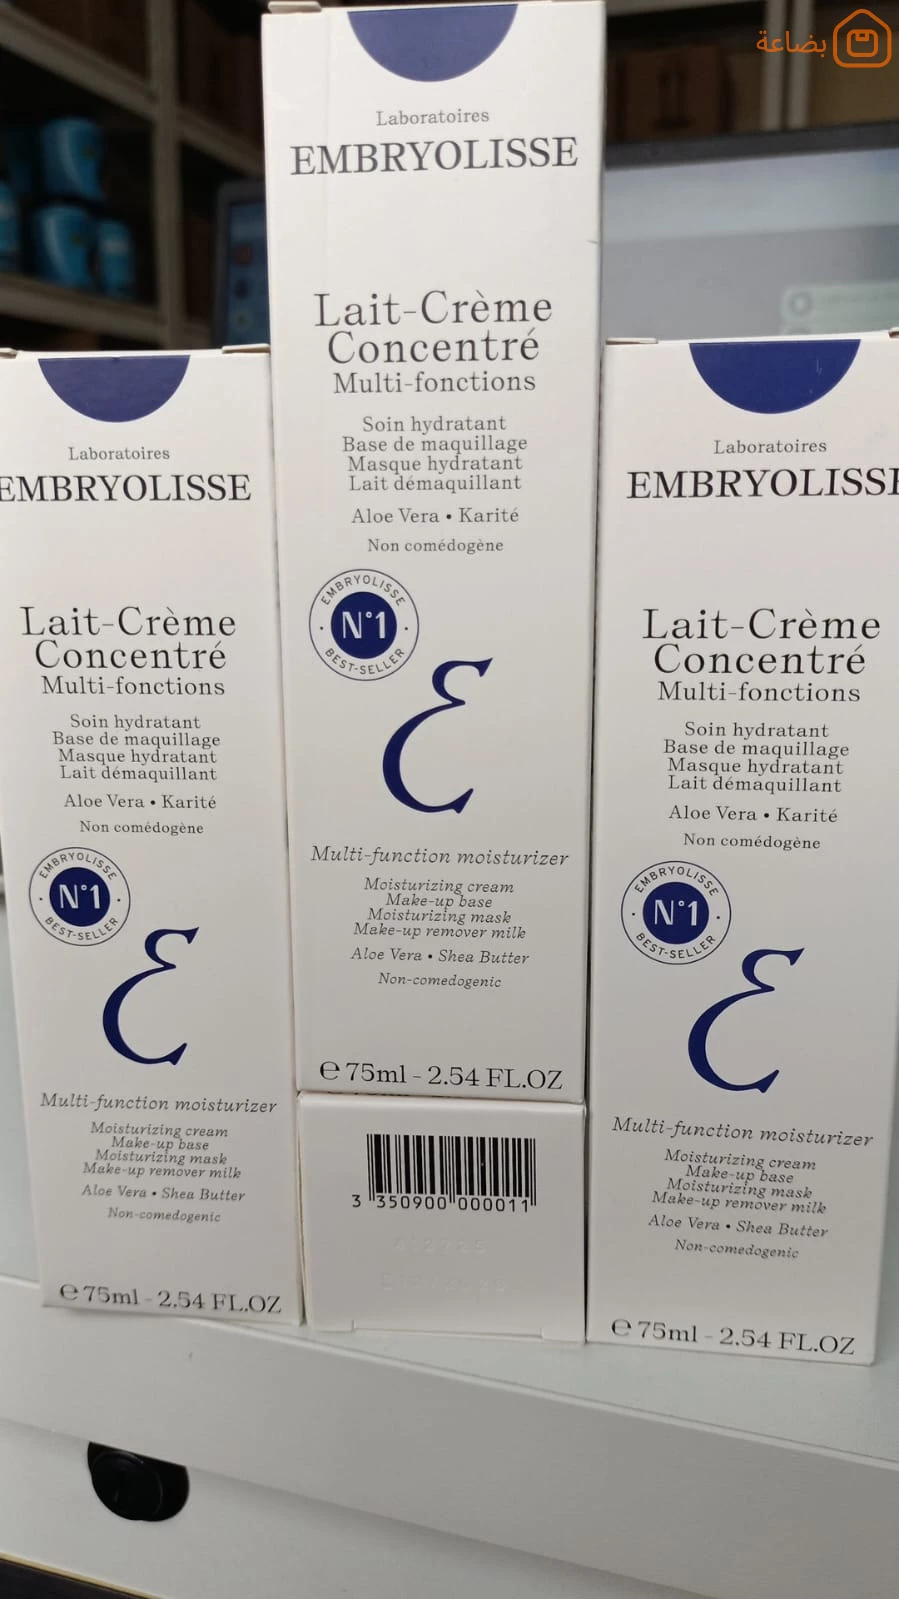 بضاعة
Laboratoires
EMBRYOLISSE
Lait-Crème
Concentré
Multi-fonctions
Soin hydratant
Base de maquillage
Masque hydratant
Lait démaquillant
Aloe Vera • Karité
Non comédogène
EMBRYOLISSE
N°1
BEST-SELLER
Multi-function moisturizer
Moisturizing cream
Make-up base
Moisturizing mask
Make-up remover milk
Aloe Vera • Shea Butter
Non-comedogenic
e 75ml - 2.54 FL.OZ
Laboratoires
EMBRYOLISSE
Lait-Crème
Concentré
Multi-fonctions
Soin hydratant
Base de maquillage
Masque hydratant
Lait démaquillant
Aloe Vera • Karité
Non comédogène
EMBRYOLISSE
N°1
BEST-SELLER
Multi-function moisturizer
Moisturizing cream
Make-up base
Moisturizing mask
Make-up remover milk
Aloe Vera • Shea Butter
Non-comedogenic
e 75ml - 2.54 FL.OZ
Laboratoires
EMBRYOLISSE
Lait-Crème
Concentré
Multi-fonctions
Soin hydratant
Base de maquillage
Masque hydratant
Lait démaquillant
Aloe Vera • Karité
Non comédogène
EMBRYOLISSE
N°1
BEST-SELLER
Multi-function moisturizer
Moisturizing cream
Make-up base
Moisturizing mask
Make-up remover milk
Aloe Vera • Shea Butter
Non-comedogenic
e 75ml - 2.54 FL.OZ
3 350900 000011